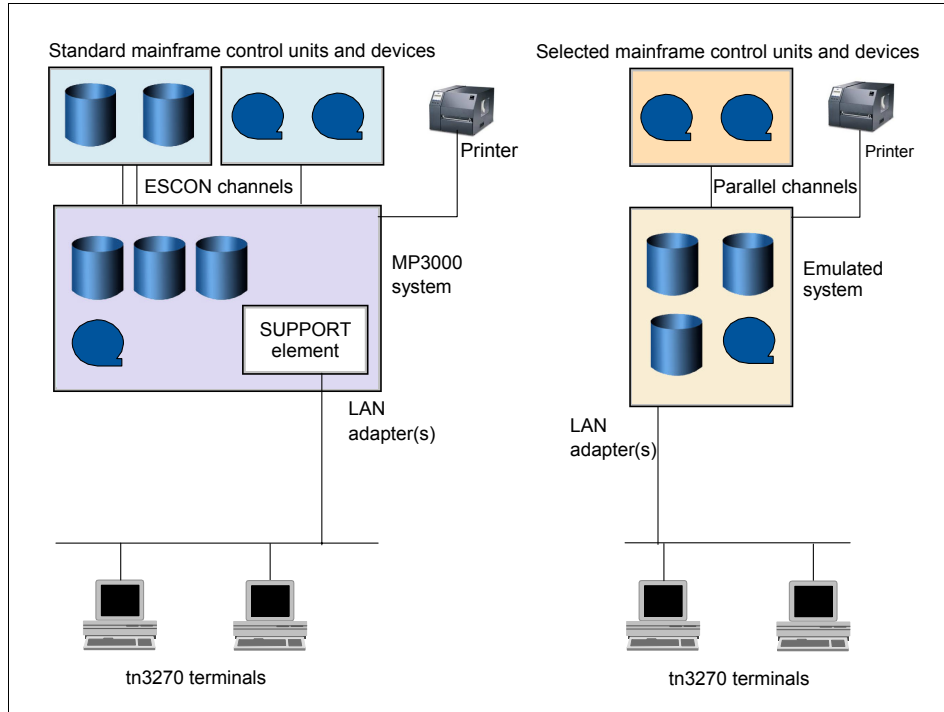 Standard mainframe control units and devices
Printer
ESCON channels
MP3000
system
SUPPORT
element
LAN
adapter(s)
tn3270 terminals
Selected mainframe control units and devices
Printer
Parallel channels
Emulated
system
LAN
adapter(s)
tn3270 terminals